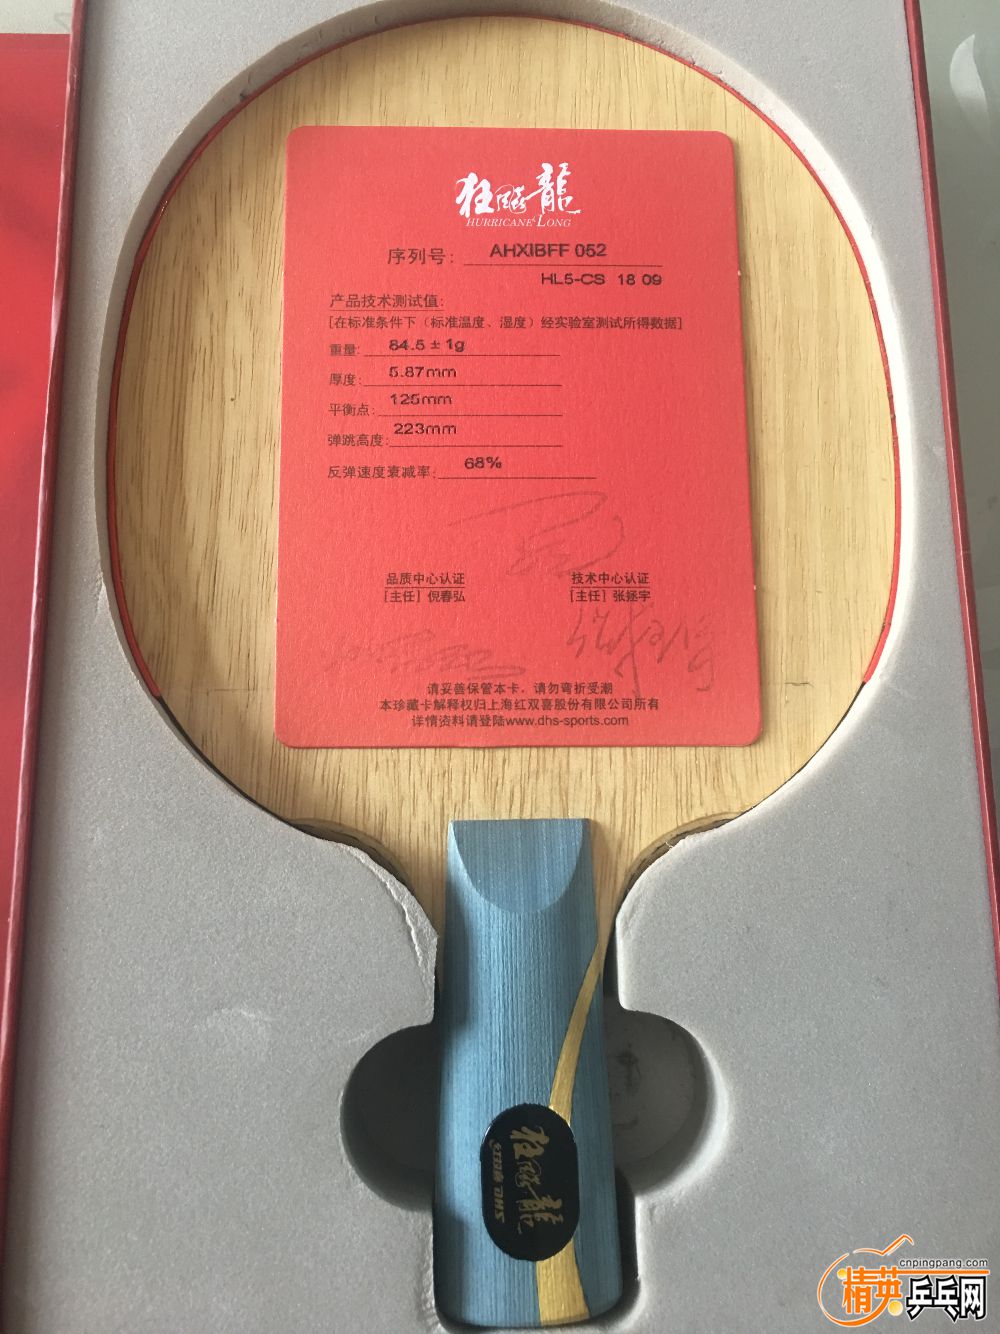 狂飚龍
HURRICANE LONG
序列号: AHXIBFF 052
HL5-CS 18 09
产品技术测试值:
[在标准条件下（标准温度、湿度）经实验室测试所得数据]
重量: 84.5 ± 1g
厚度: 5.87mm
平衡点: 125mm
弹跳高度: 223mm
反弹速度衰减率: 68%
品质中心认证
[主任] 倪春弘
技术中心认证
[主任] 张拯宇
请妥善保管本卡，请勿弯折受潮
本珍藏卡解释权归上海红双喜股份有限公司所有
详情资料请登陆www.dhs-sports.com
狂飚龍
红双喜 DHS
cnpingpang.com
精英乒乓网